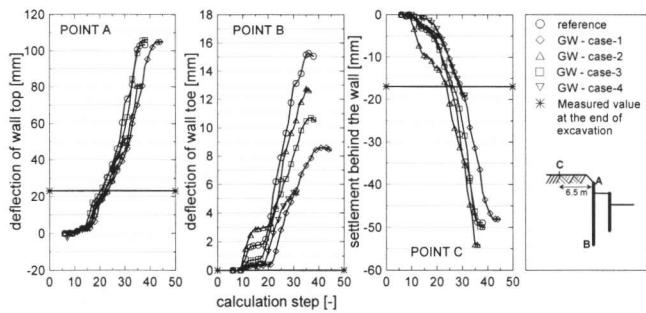 POINT A
deflection of wall top [mm]
120
100
80
60
40
20
0
-20
0 10 20 30 40 50
POINT B
deflection of wall toe [mm]
16
14
12
10
8
6
4
2
0
0 10 20 30 40 50
calculation step [-]
settlement behind the wall [mm]
0
-10
-20
-30
-40
-50
-60
POINT C
0 10 20 30 40 50
reference
GW - case-1
GW - case-2
GW - case-3
GW - case-4
Measured value
at the end of
excavation
C
A
6.5 m
B